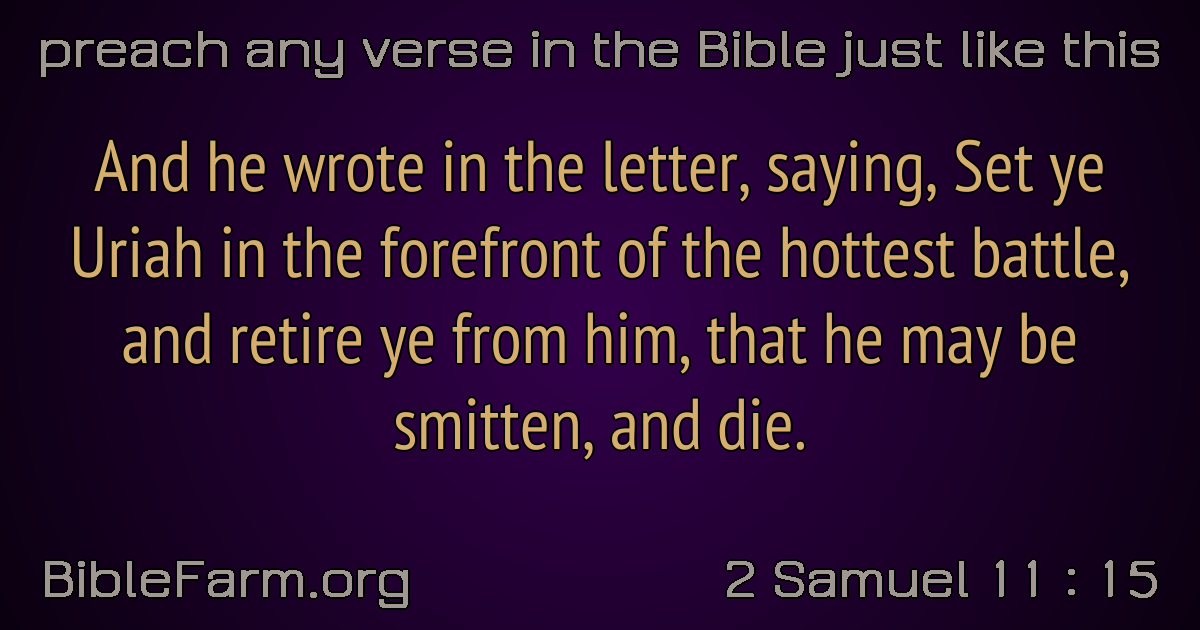 preach any verse in the Bible just like this
And he wrote in the letter, saying, Set ye
Uriah in the forefront of the hottest battle,
and retire ye from him, that he may be
smitten, and die.
BibleFarm.org
2 Samuel 11 : 15